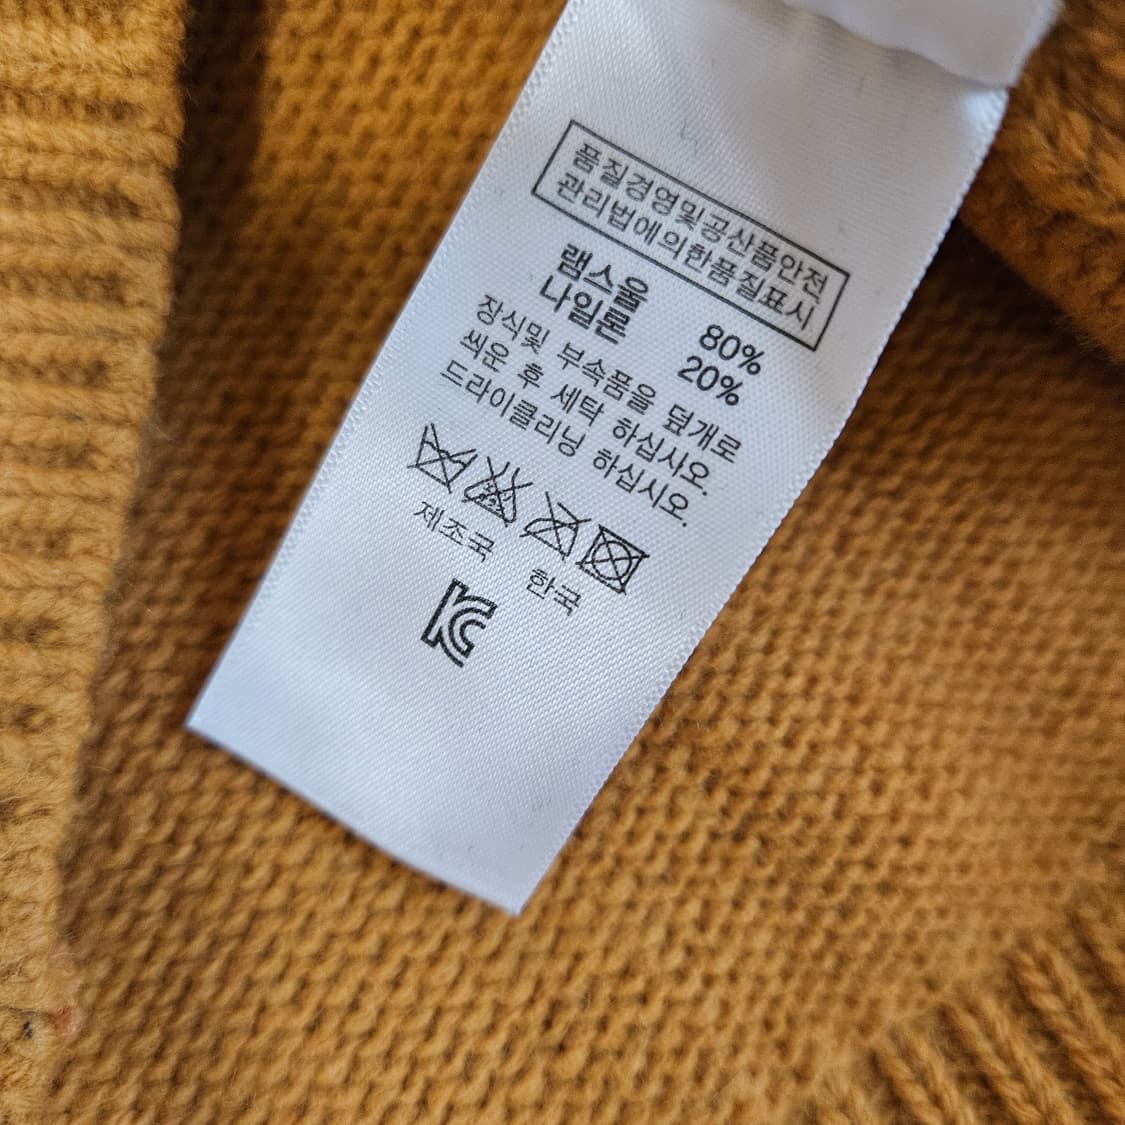 품질경영및공산품안전
관리법에의한품질표시
램스울 80%
나일론 20%
장식및 부속품을 덮개로
씌운 후 세탁 하십시오.
드라이클리닝 하십시오.
제조국 한국
KC